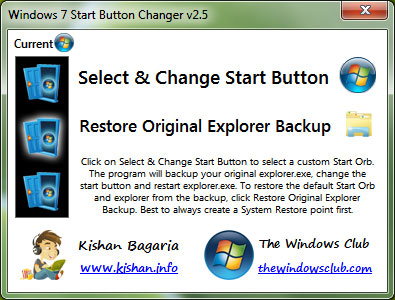 Windows 7 Start Button Changer v2.5
Current
Select & Change Start Button
Restore Original Explorer Backup
Click on Select & Change Start Button to select a custom Start Orb.
The program will backup your original explorer.exe, change the
start button and restart explorer.exe. To restore the default Start Orb
and explorer from the backup, click Restore Original Explorer
Backup. Best to always create a System Restore point first.
Kishan Bagaria
The Windows Club
www.kishan.info
thewindowsclub.com